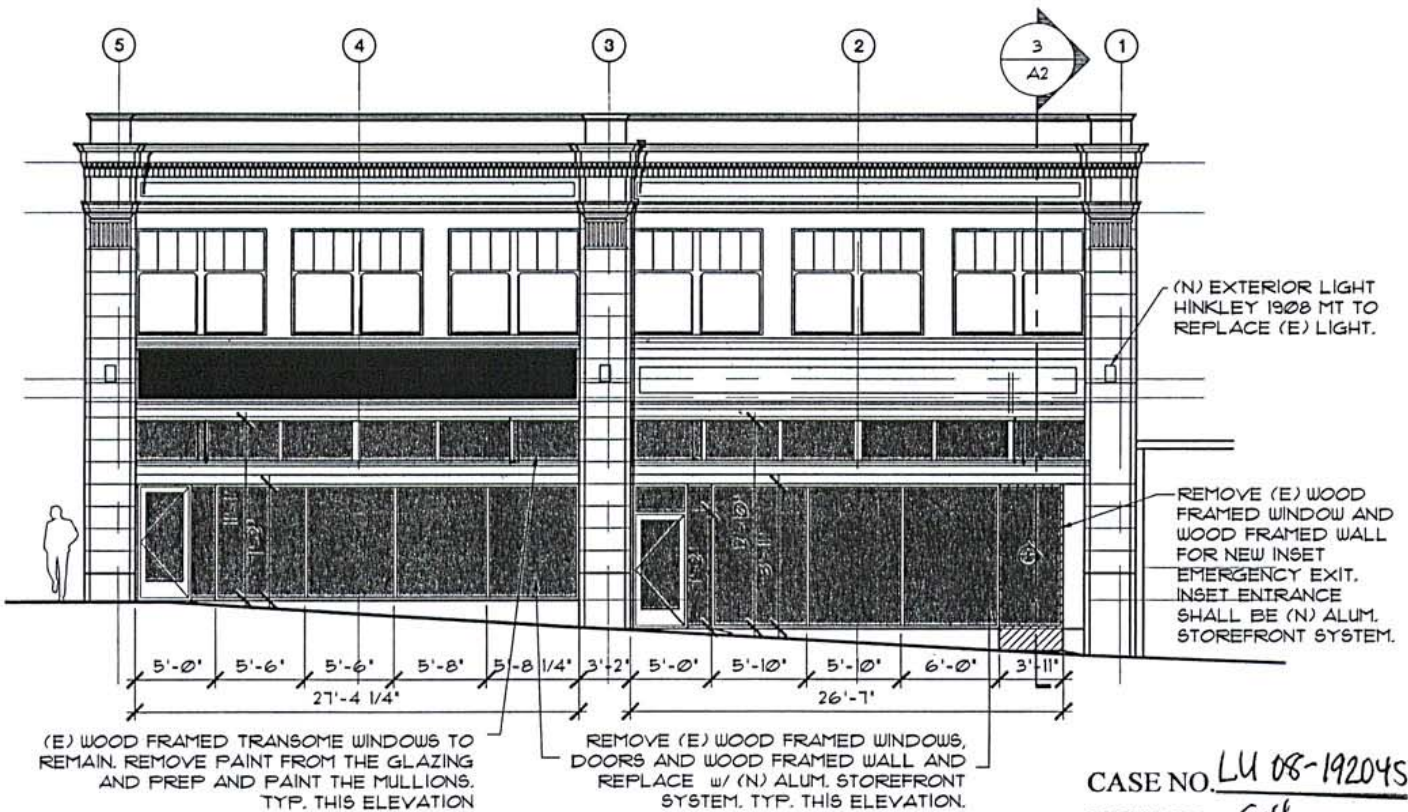 5
4
3
2
3
A2
1
(N) EXTERIOR LIGHT
HINKLEY 1908 MT TO
REPLACE (E) LIGHT.
REMOVE (E) WOOD
FRAMED WINDOW AND
WOOD FRAMED WALL
FOR NEW INSET
EMERGENCY EXIT.
INSET ENTRANCE
SHALL BE (N) ALUM.
STOREFRONT SYSTEM.
5'-0" 5'-6" 5'-6" 5'-8" 5'-8 1/4" 3'-2" 5'-0" 5'-10" 5'-10" 6'-0" 3'-11"
27'-4 1/4" 26'-7"
(E) WOOD FRAMED TRANSOME WINDOWS TO
REMAIN. REMOVE PAINT FROM THE GLAZING
AND PREP AND PAINT THE MULLIONS.
TYP. THIS ELEVATION
REMOVE (E) WOOD FRAMED WINDOWS,
DOORS AND WOOD FRAMED WALL AND
REPLACE w/ (N) ALUM. STOREFRONT
SYSTEM. TYP. THIS ELEVATION.
CASE NO. LU 08-192045